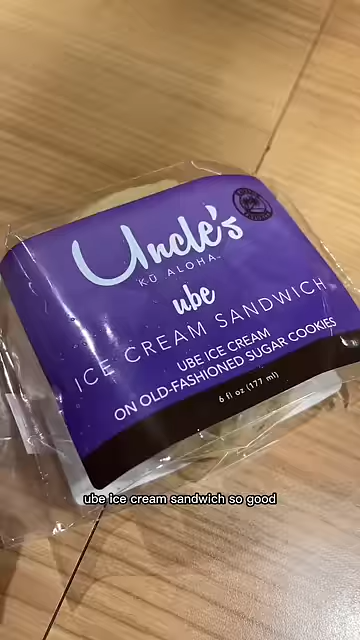 Uncle's
KŪ ALOHA
ube
ICE CREAM SANDWICH
UBE ICE CREAM
ON OLD-FASHIONED SUGAR COOKIES
6 fl oz (177 ml)
ube ice cream sandwich so good